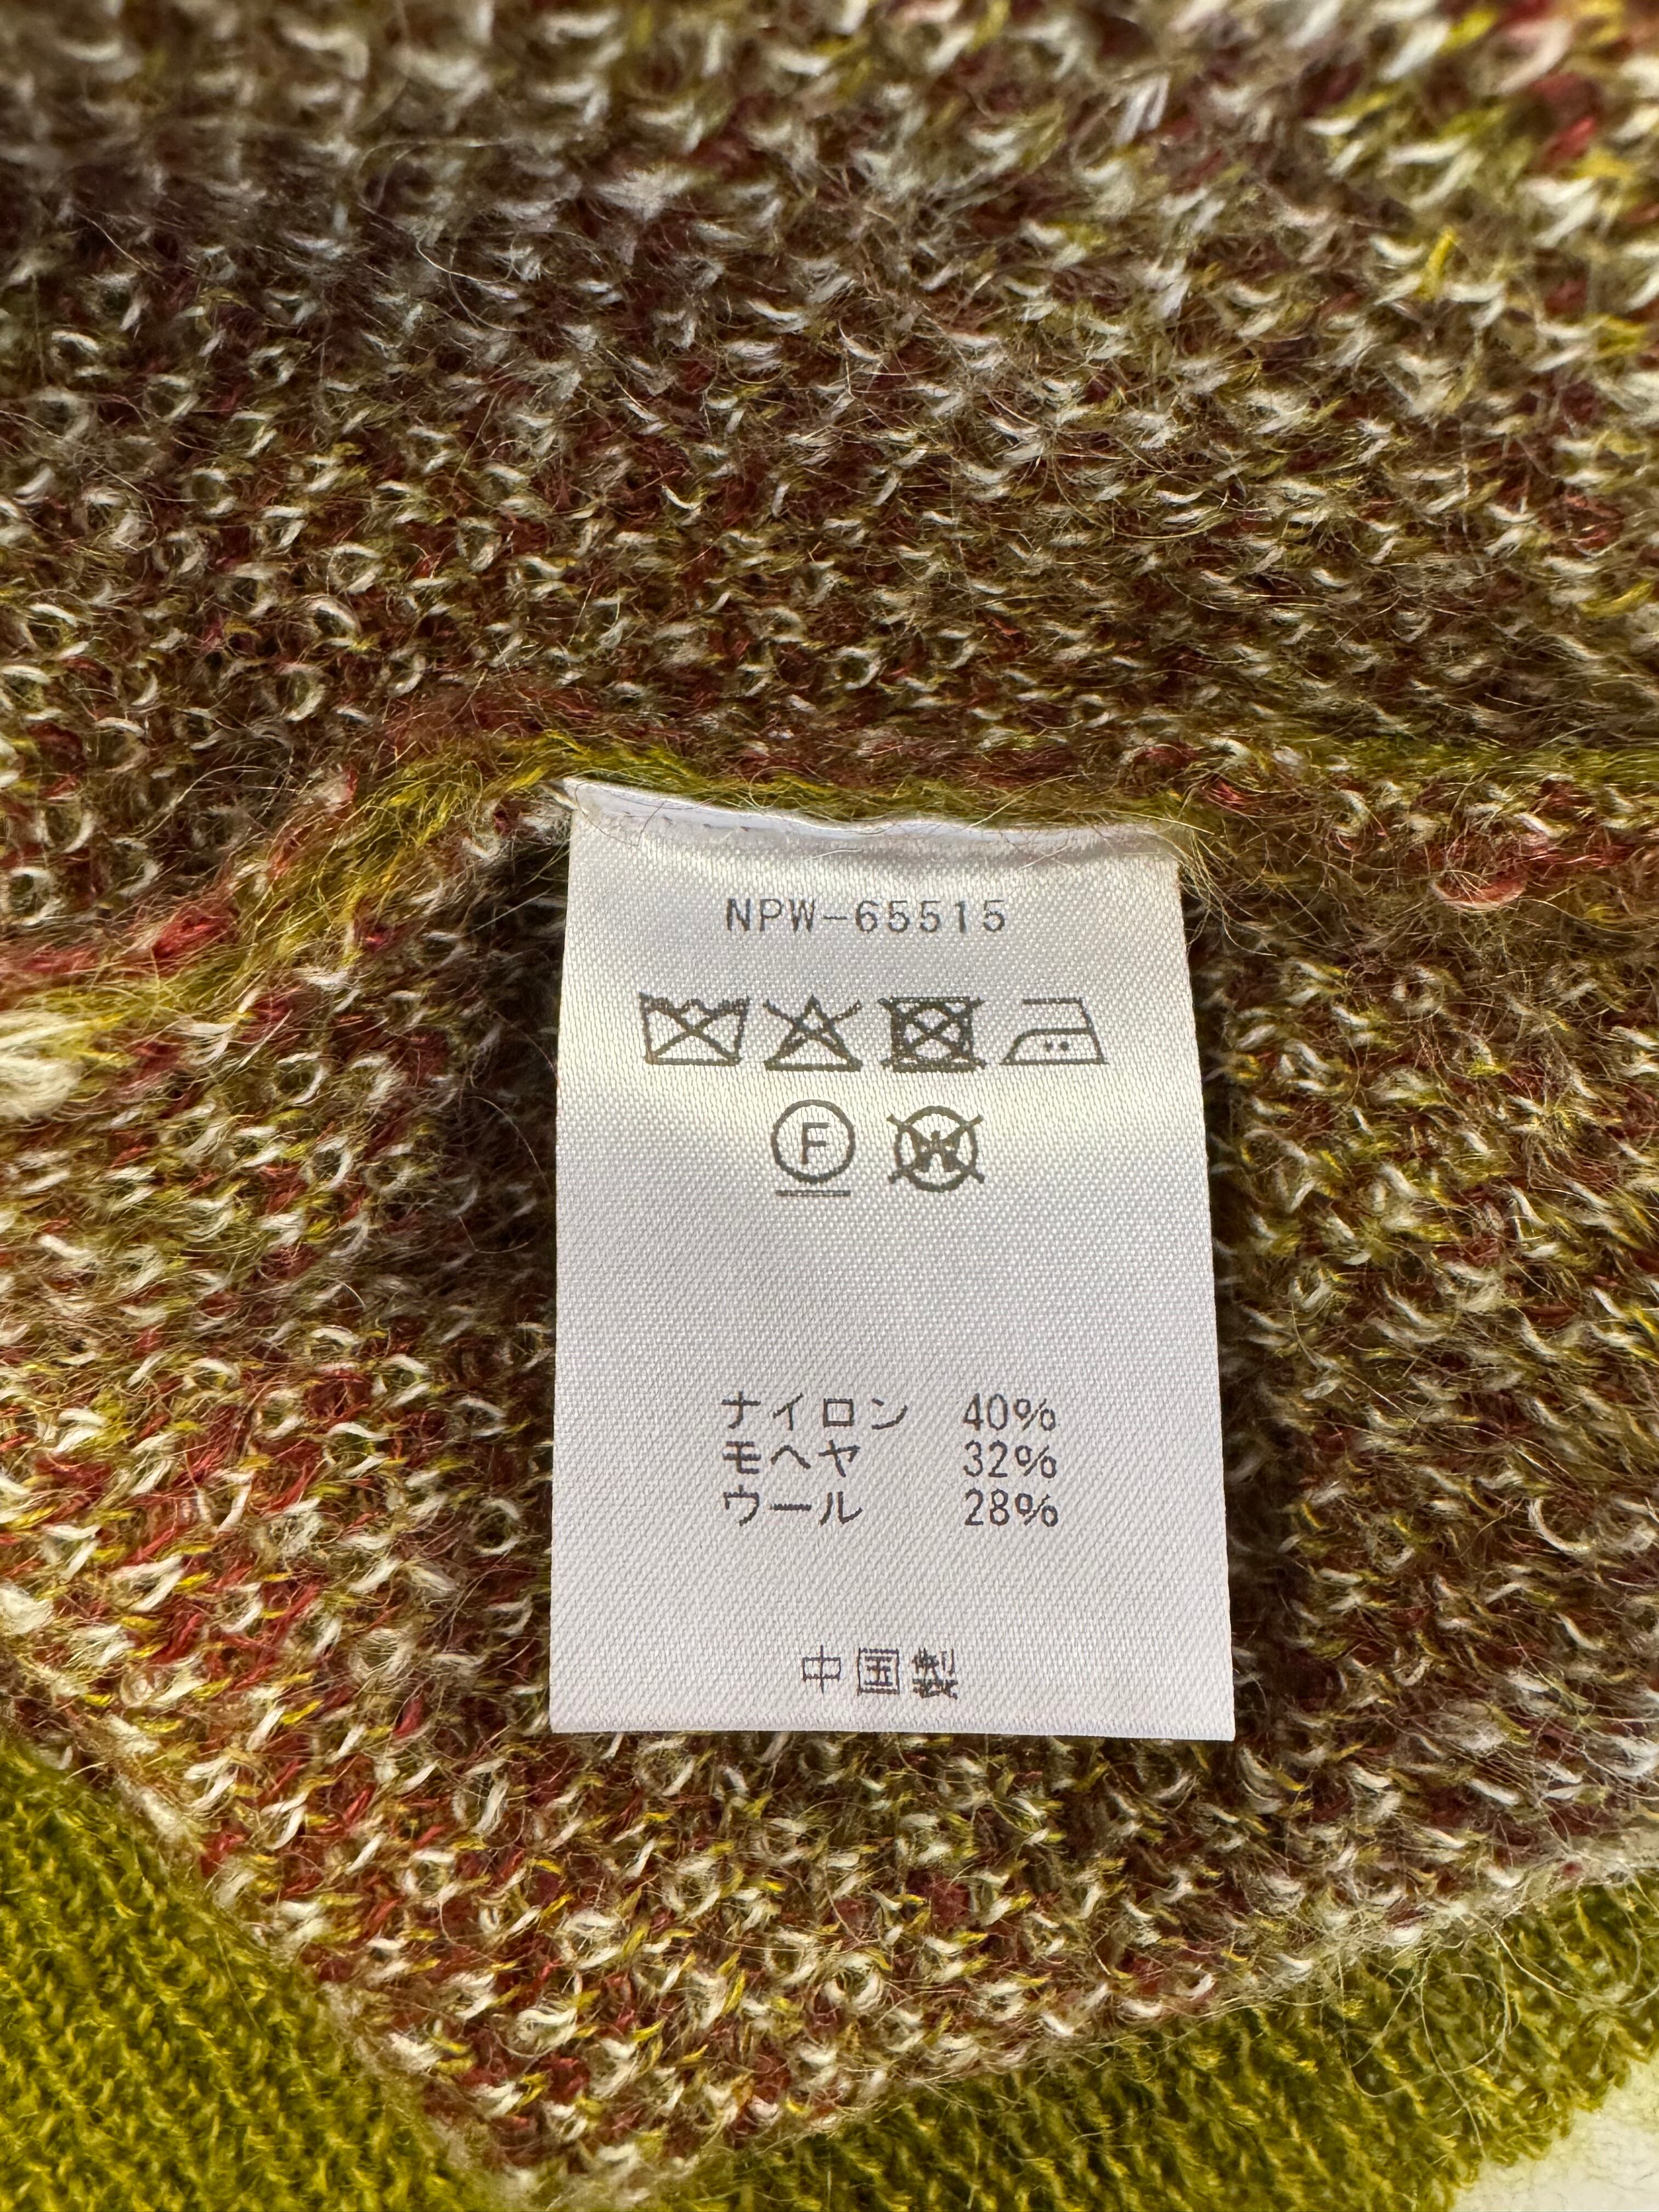 NPW-65515
F
W
ナイロン 40%
モヘヤ 32%
ウール 28%
中国製